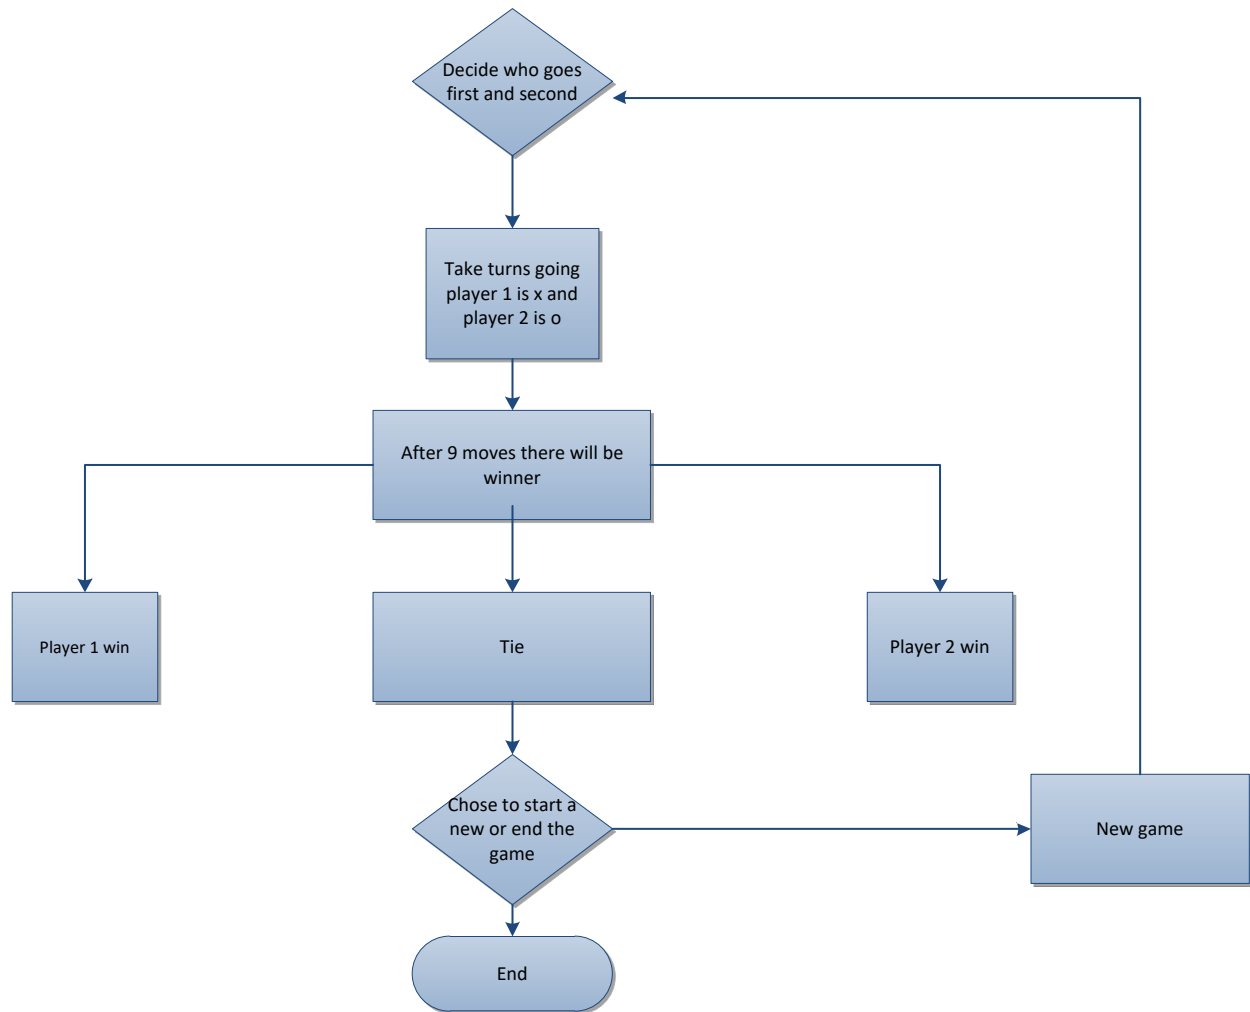 Decide who goes
first and second
Take turns going
player 1 is x and
player 2 is o
After 9 moves there will be
winner
Player 1 win
Tie
Player 2 win
Chose to start a
new or end the
game
New game
End